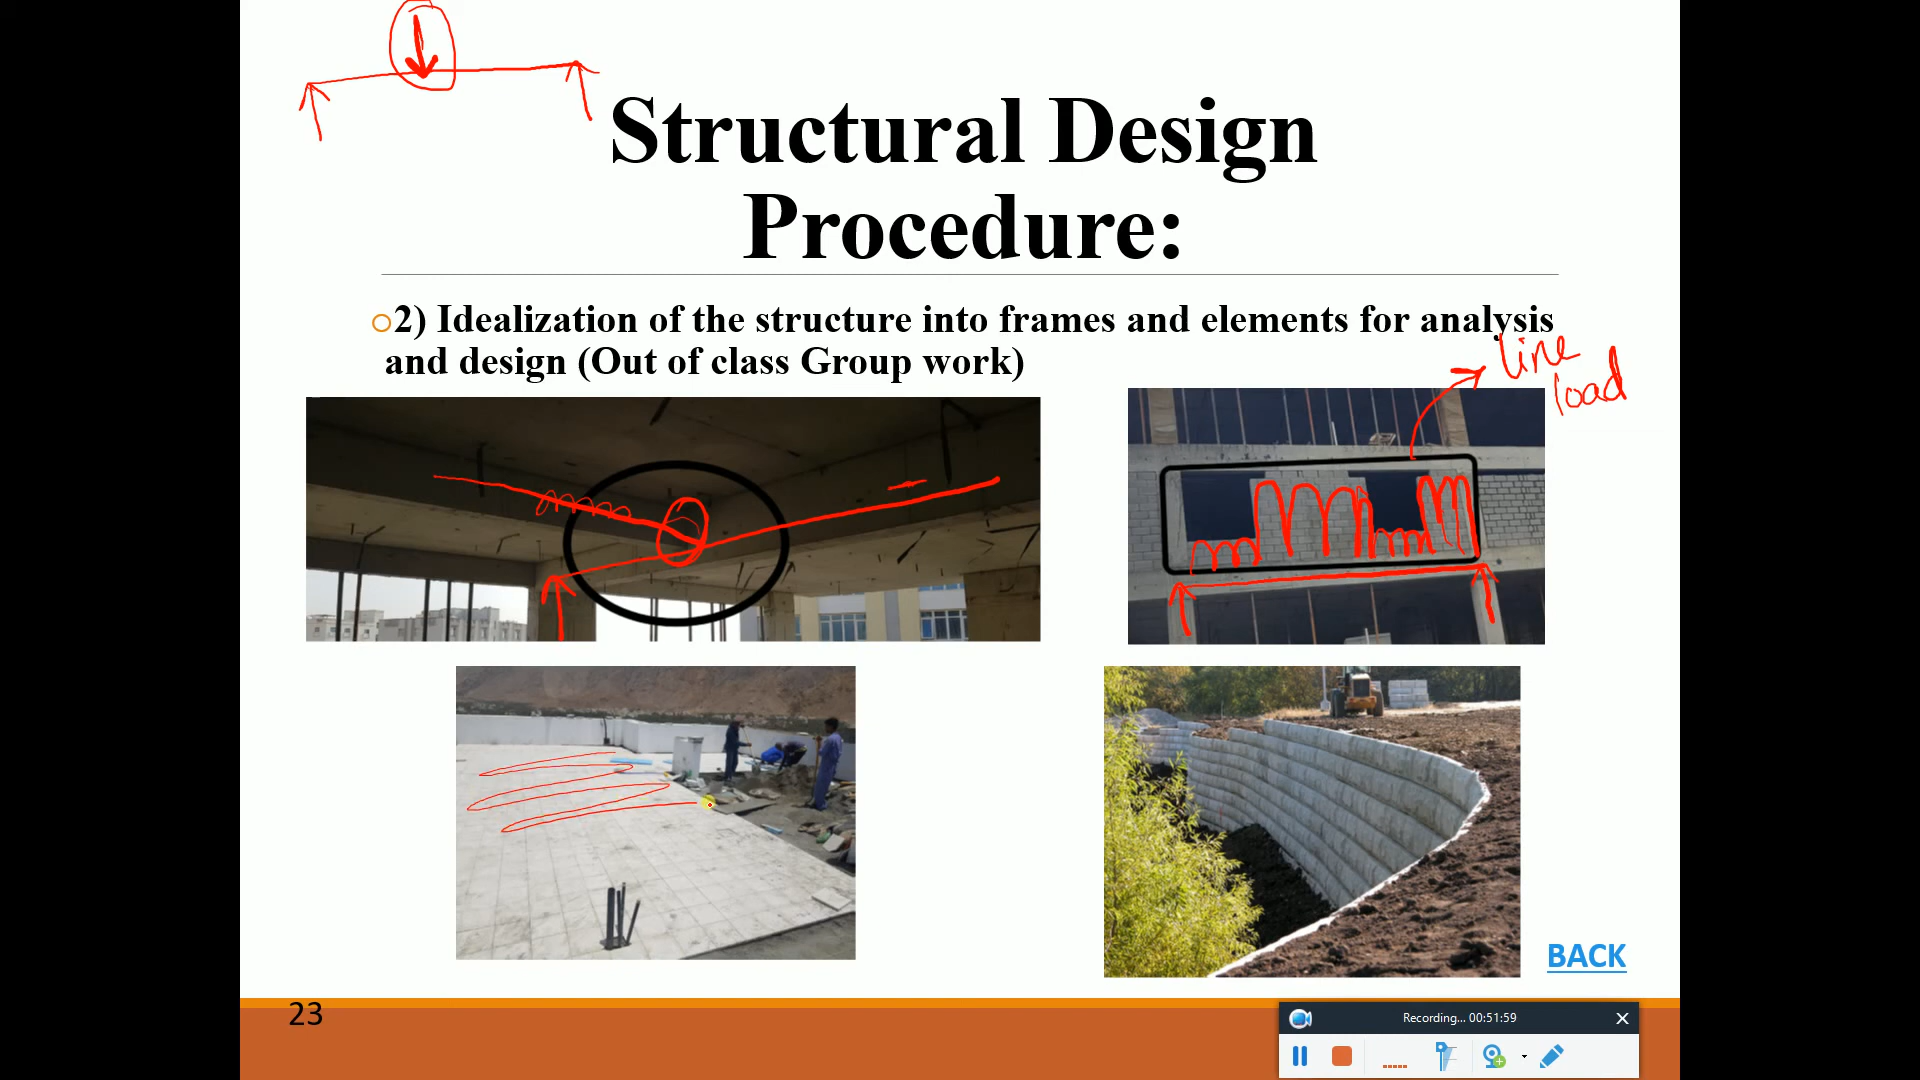 Structural Design
Procedure:
2) Idealization of the structure into frames and elements for analysis
and design (Out of class Group work)
line
load
BACK
23
Recording... 00:51:59